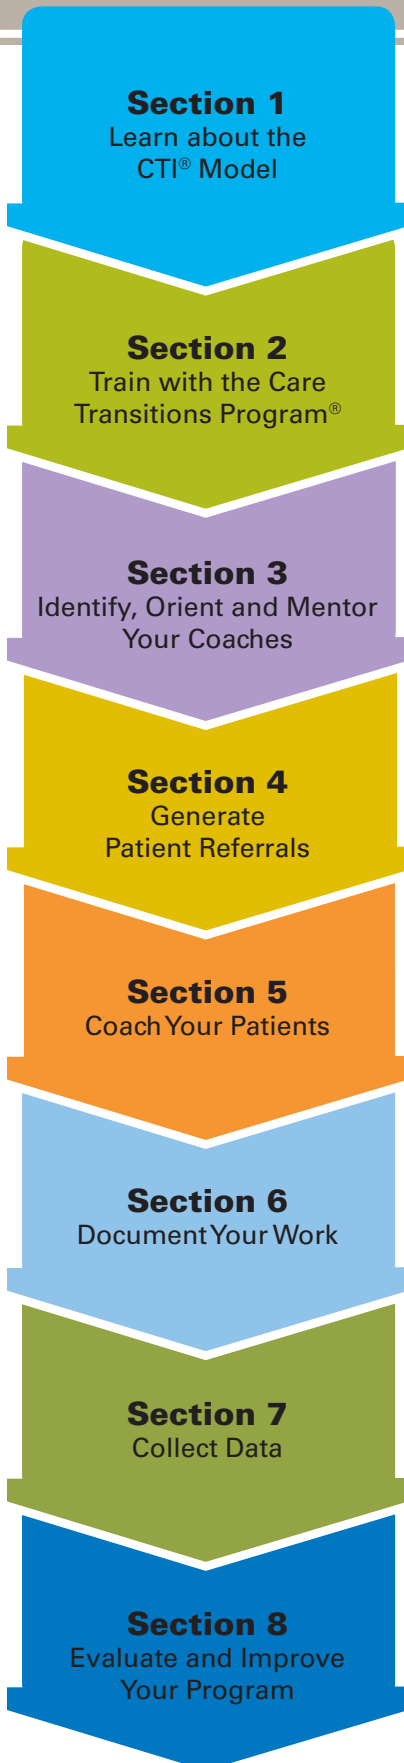 Section 1
Learn about the
CTI® Model
Section 2
Train with the Care
Transitions Program®
Section 3
Identify, Orient and Mentor
Your Coaches
Section 4
Generate
Patient Referrals
Section 5
Coach Your Patients
Section 6
Document Your Work
Section 7
Collect Data
Section 8
Evaluate and Improve
Your Program